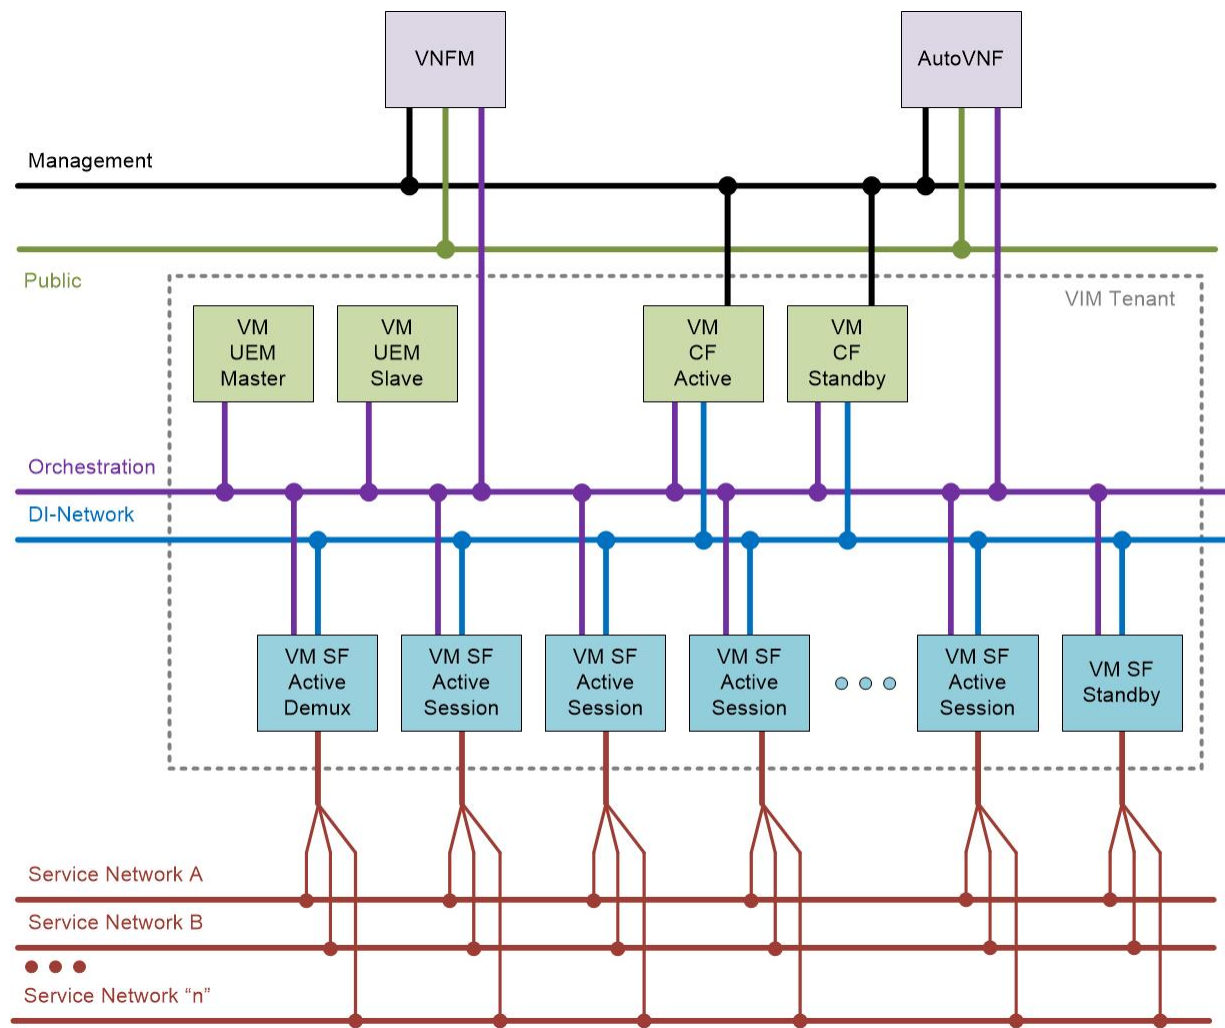 VNFM
AutoVNF
Management
Public
VIM Tenant
VM
UEM
Master
VM
UEM
Slave
VM
CF
Active
VM
CF
Standby
Orchestration
DI-Network
VM SF
Active
Demux
VM SF
Active
Session
VM SF
Active
Session
VM SF
Active
Session
VM SF
Active
Session
VM SF
Standby
Service Network A
Service Network B
Service Network “n”